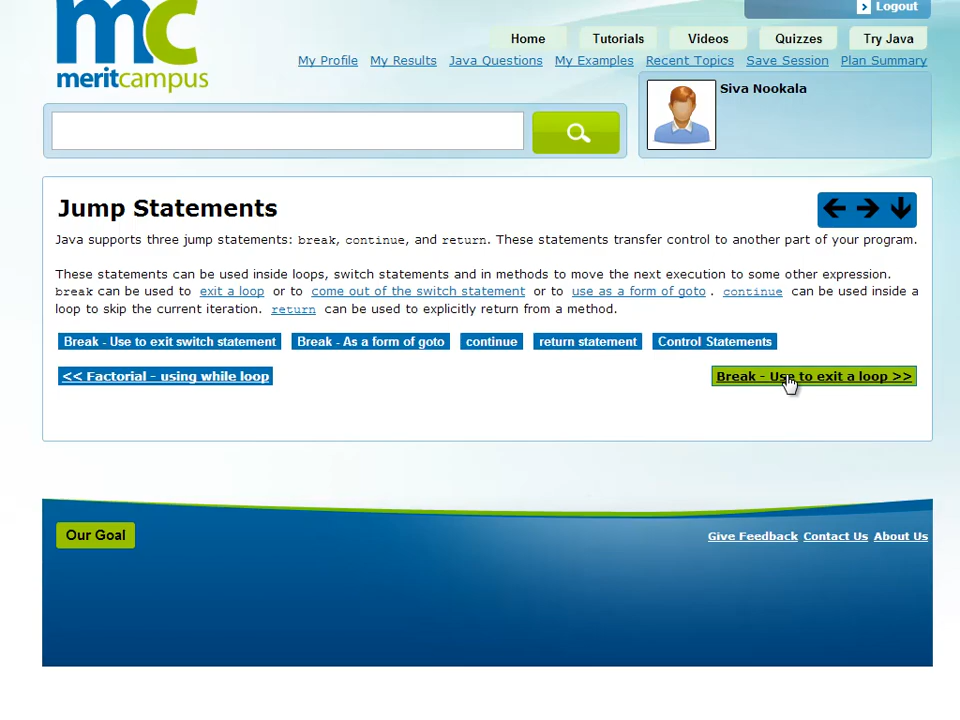 Logout
mc
meritcampus
Home Tutorials Videos Quizzes Try Java
My Profile My Results Java Questions My Examples Recent Topics Save Session Plan Summary
Siva Nookala
Jump Statements
Java supports three jump statements: break, continue, and return. These statements transfer control to another part of your program.
These statements can be used inside loops, switch statements and in methods to move the next execution to some other expression.
break can be used to exit a loop or to come out of the switch statement or to use as a form of goto . continue can be used inside a
loop to skip the current iteration. return can be used to explicitly return from a method.
Break - Use to exit switch statement Break - As a form of goto continue return statement Control Statements
<< Factorial - using while loop Break - Use to exit a loop >>
Our Goal Give Feedback Contact Us About Us